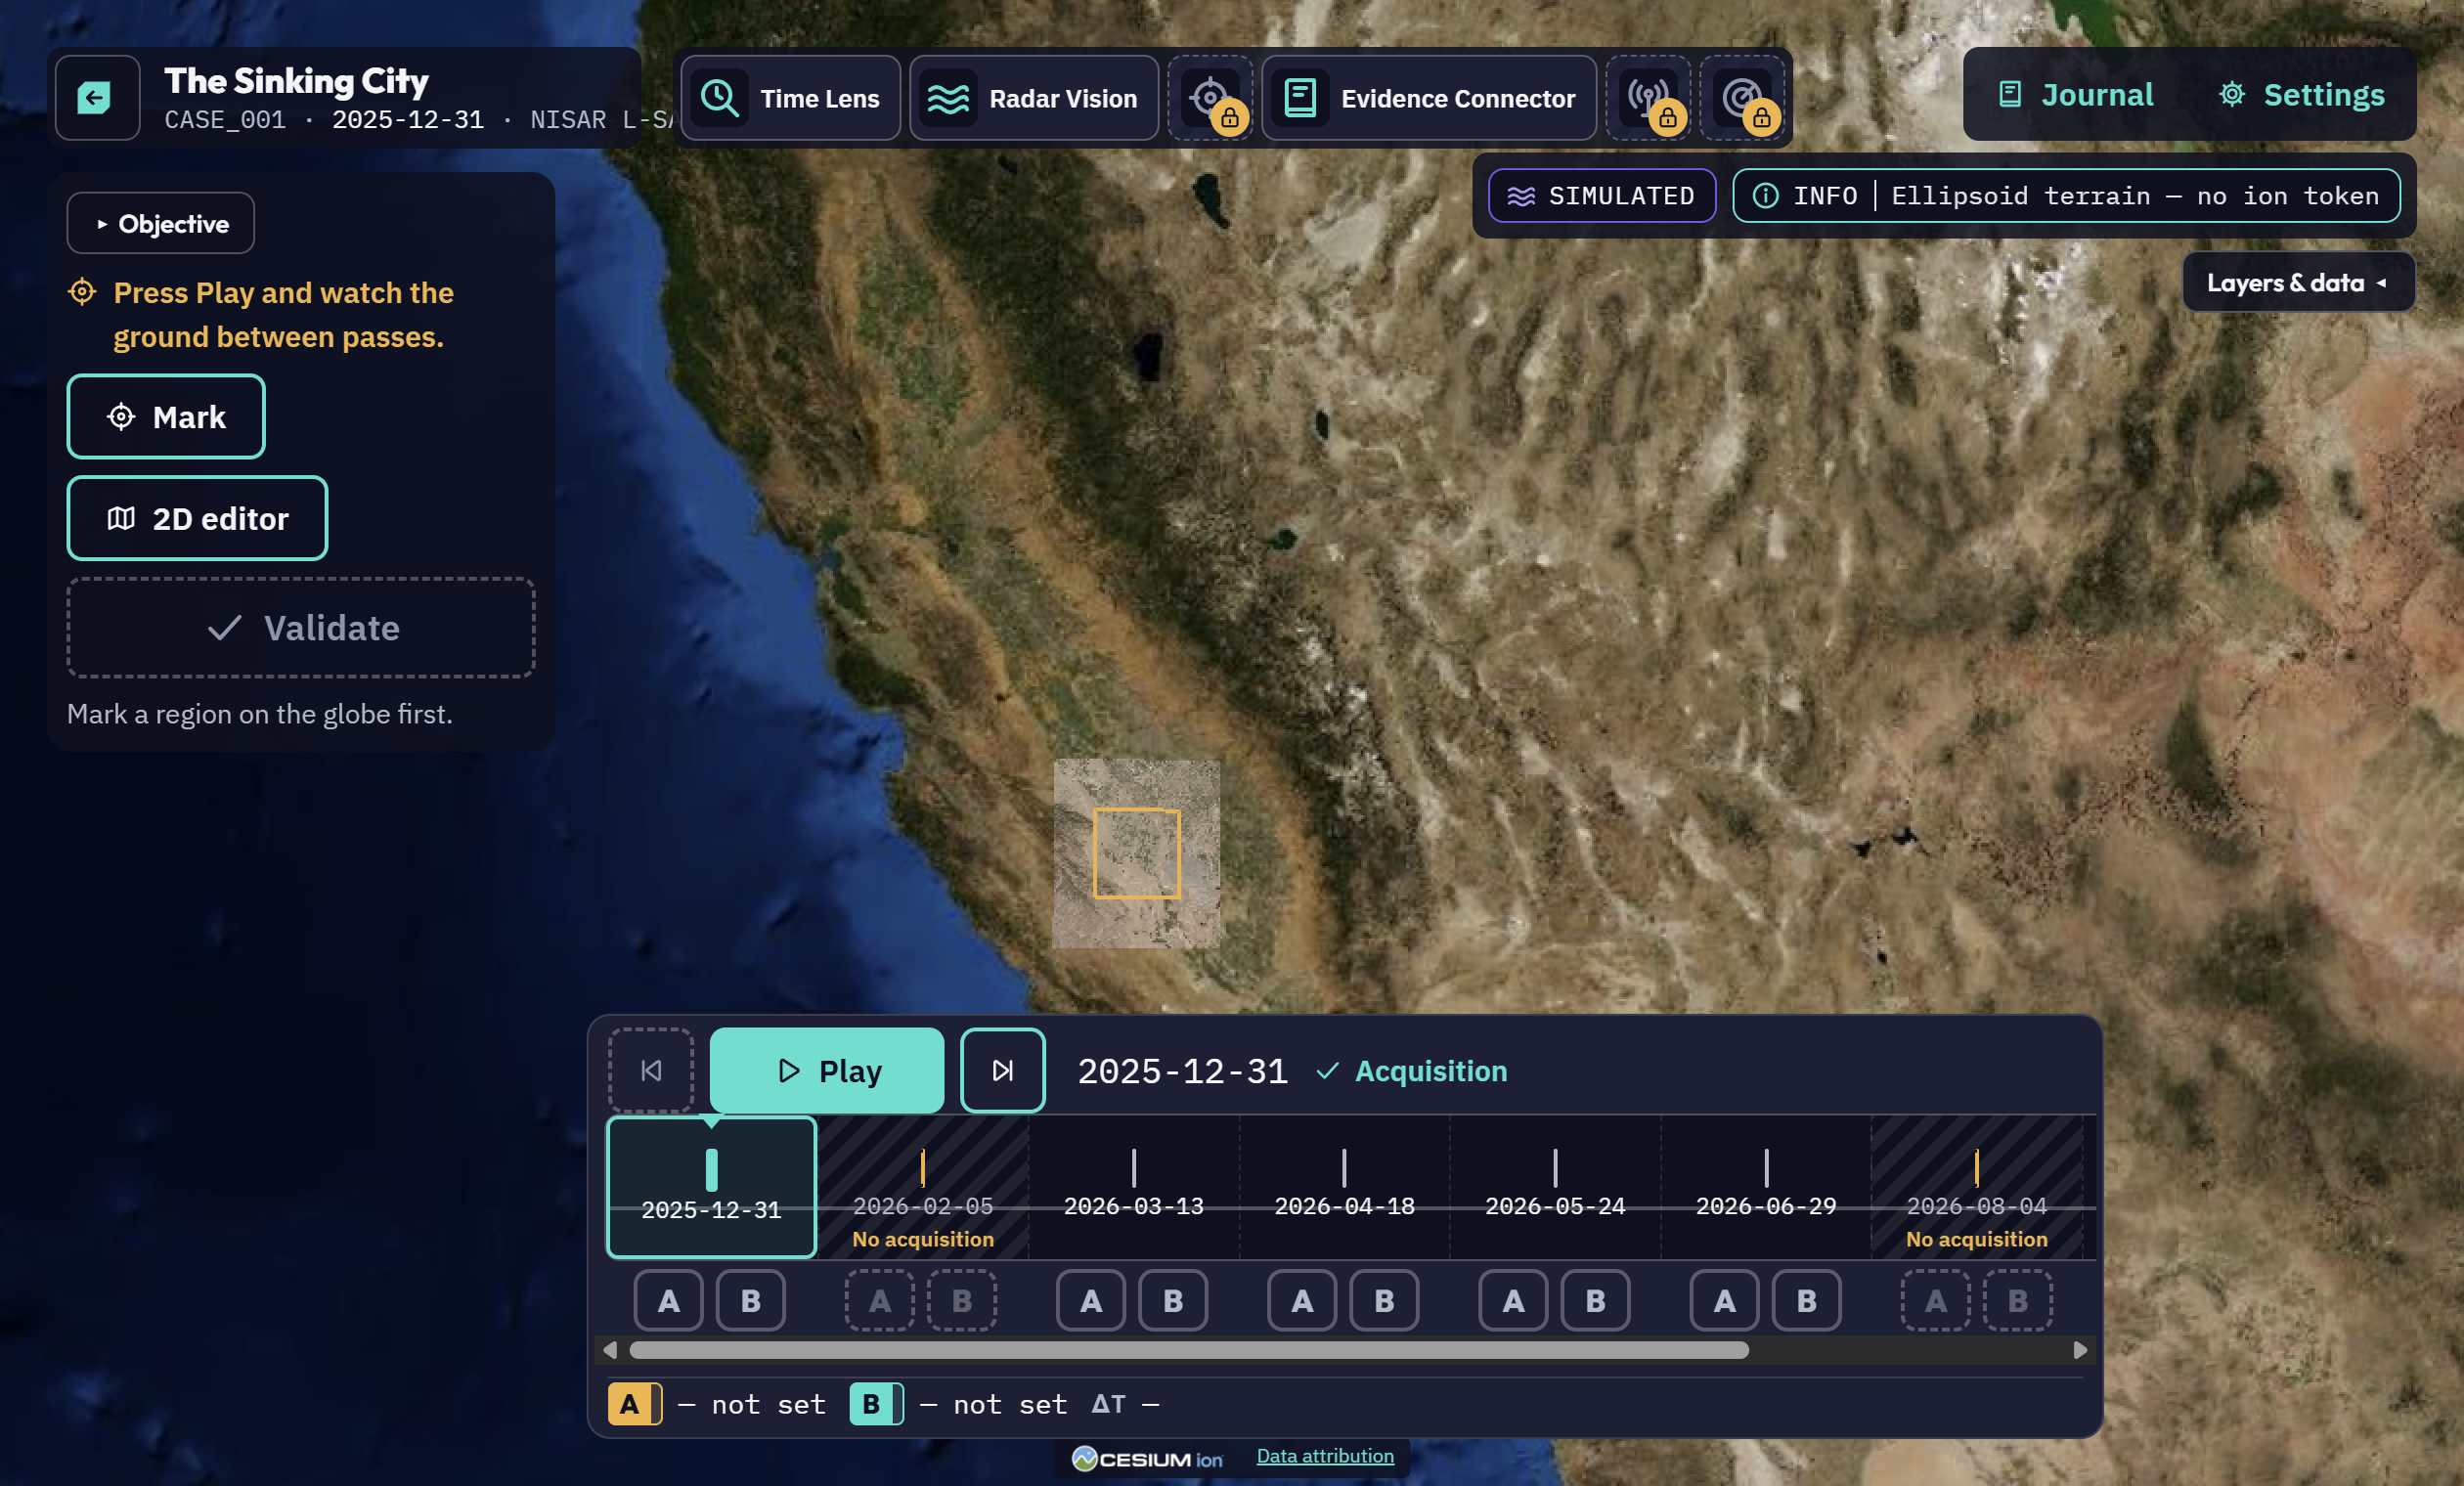 The Sinking City
CASE_001 · 2025-12-31 · NISAR L-SA
Time Lens
Radar Vision
Evidence Connector
Journal
Settings
SIMULATED
INFO | Ellipsoid terrain — no ion token
Layers & data
Objective
Press Play and watch the
ground between passes.
Mark
2D editor
Validate
Mark a region on the globe first.
Play
2025-12-31
Acquisition
2025-12-31
2026-02-05
No acquisition
2026-03-13
2026-04-18
2026-05-24
2026-06-29
2026-08-04
No acquisition
A B A B A B A B A B A B A B
A — not set B — not set ΔT —
CESIUM ion
Data attribution